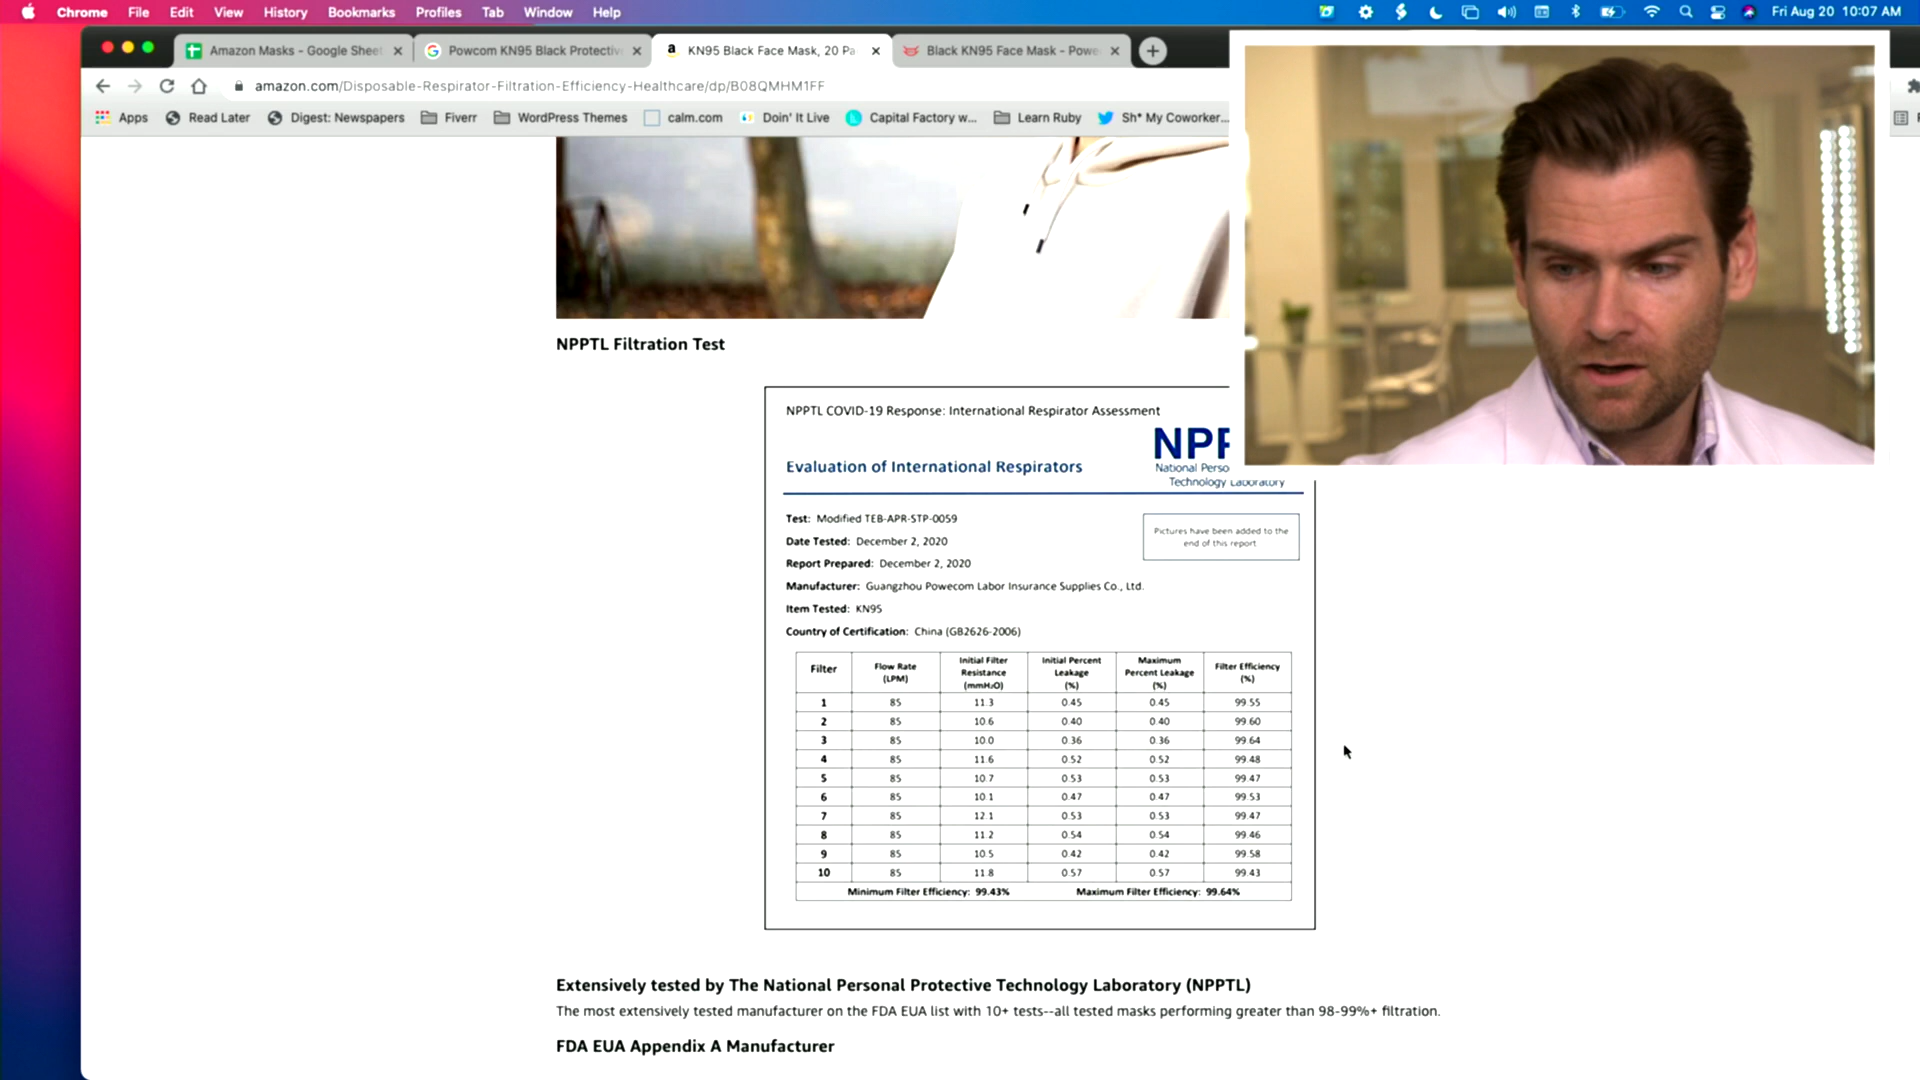 Chrome File Edit View History Bookmarks Profiles Tab Window Help Fri Aug 20 10:07 AM
Amazon Masks - Google Sheet
Powcom KN95 Black Protectiv
KN95 Black Face Mask, 20 Pa
Black KN95 Face Mask - Powe
amazon.com/Disposable-Respirator-Filtration-Efficiency-Healthcare/dp/B08QMHM1FF
Apps Read Later Digest: Newspapers Fiverr WordPress Themes calm.com Doin' It Live Capital Factory w... Learn Ruby Sh* My Coworker...
NPPTL Filtration Test
NPPTL COVID-19 Response: International Respirator Assessment
Evaluation of International Respirators
National Perso
Technology Laboratory
Test: Modified TEB-APR-STP-0059
Date Tested: December 2, 2020
Report Prepared: December 2, 2020
Manufacturer: Guangzhou Powecom Labor Insurance Supplies Co., Ltd.
Item Tested: KN95
Country of Certification: China (GB2626-2006)
Pictures have been added to the
end of this report
Filter Flow Rate (LPM) Initial Filter Resistance (mmH₂O) Initial Percent Leakage (%) Maximum Percent Leakage (%) Filter Efficiency (%)
1 85 11.3 0.45 0.45 99.55
2 85 10.6 0.40 0.40 99.60
3 85 10.0 0.36 0.36 99.64
4 85 11.6 0.52 0.52 99.48
5 85 10.7 0.53 0.53 99.47
6 85 10.1 0.47 0.47 99.53
7 85 12.1 0.53 0.53 99.47
8 85 11.2 0.54 0.54 99.46
9 85 10.5 0.42 0.42 99.58
10 85 11.8 0.57 0.57 99.43
Minimum Filter Efficiency: 99.43% Maximum Filter Efficiency: 99.64%
Extensively tested by The National Personal Protective Technology Laboratory (NPPTL)
The most extensively tested manufacturer on the FDA EUA list with 10+ tests--all tested masks performing greater than 98-99%+ filtration.
FDA EUA Appendix A Manufacturer